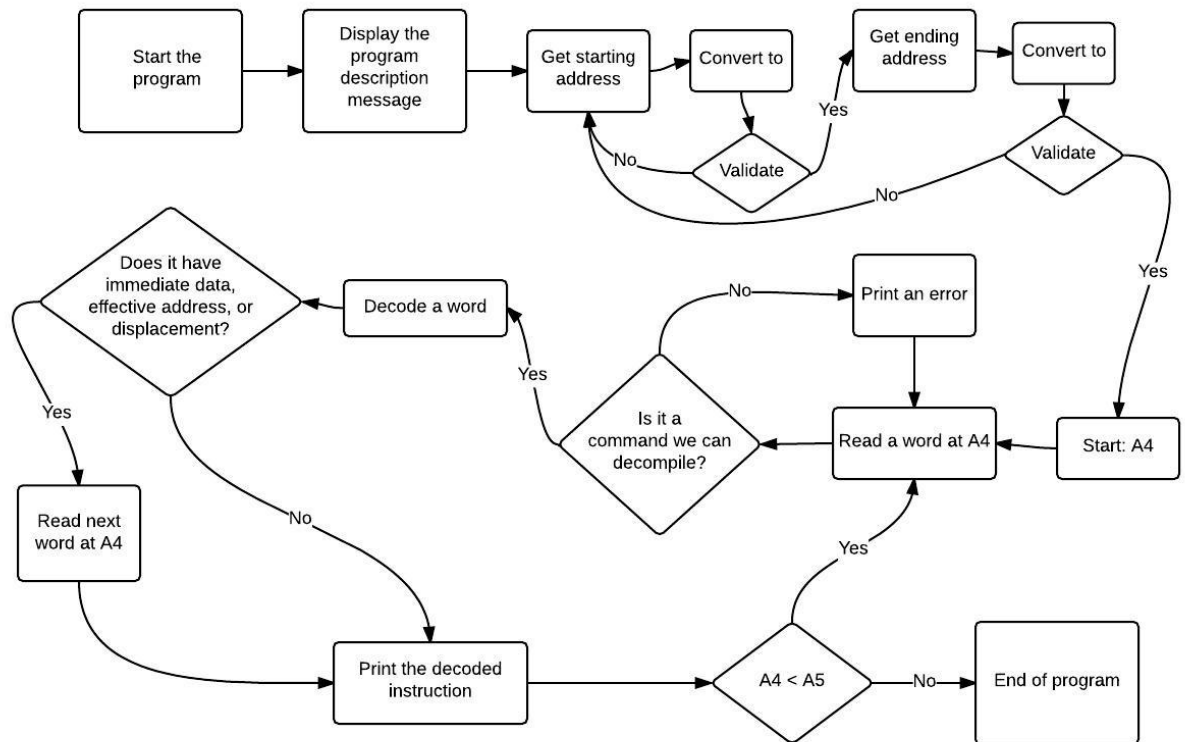 Start the
program
Display the
program
description
message
Get starting
address
Convert to
Validate
No
Yes
Get ending
address
Convert to
Validate
No
Yes
Start: A4
Read a word at A4
Print an error
No
Is it a
command we can
decompile?
Yes
Decode a word
Does it have
immediate data,
effective address, or
displacement?
Yes
Read next
word at A4
No
Print the decoded
instruction
A4 < A5
Yes
No
End of program